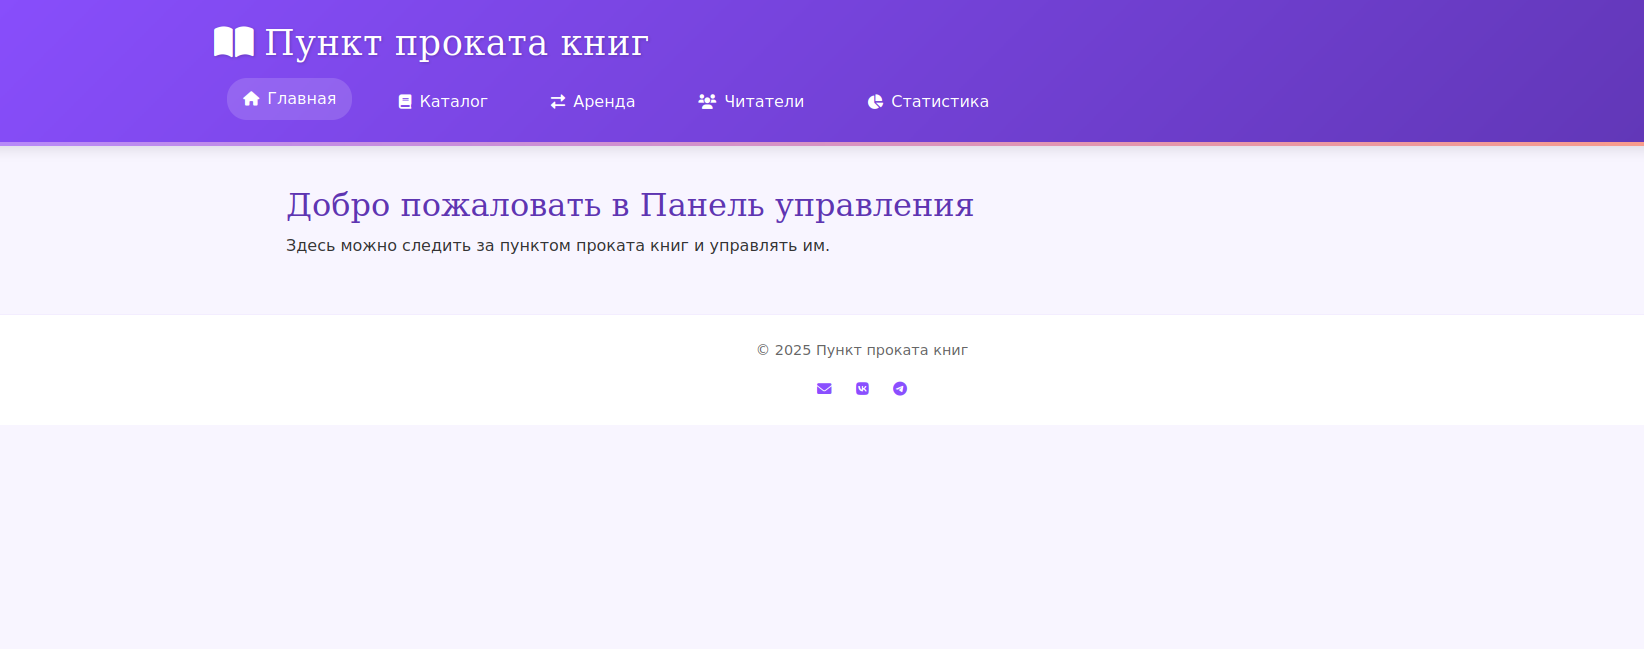 Пункт проката книг
Главная Каталог Аренда Читатели Статистика
Добро пожаловать в Панель управления
Здесь можно следить за пунктом проката книг и управлять им.
© 2025 Пункт проката книг